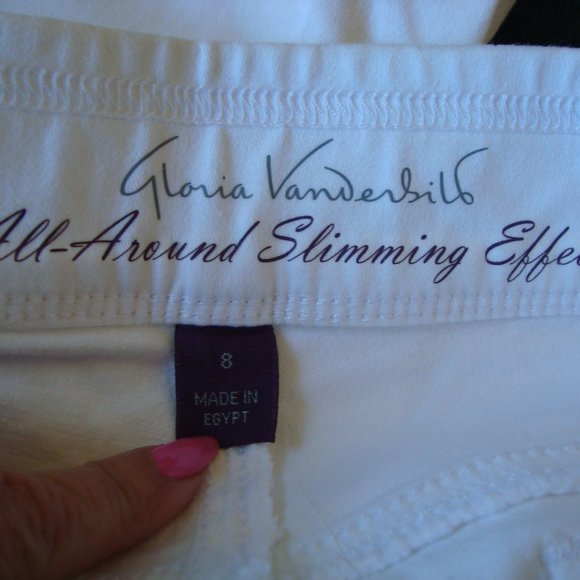 Gloria Vanderbilt
All-Around Slimming Effec
8
MADE IN
EGYPT